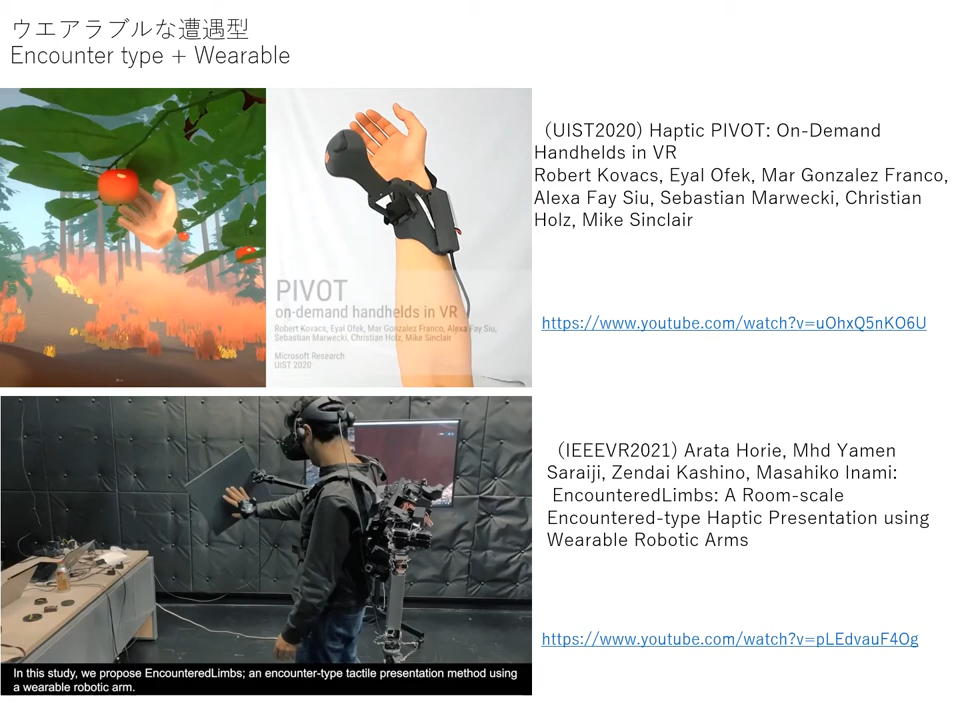 ウエアラブルな遭遇型
Encounter type + Wearable
（UIST2020) Haptic PIVOT: On-Demand
Handhelds in VR
Robert Kovacs, Eyal Ofek, Mar Gonzalez Franco,
Alexa Fay Siu, Sebastian Marwecki, Christian
Holz, Mike Sinclair
PIVOT
on-demand handhelds in VR
Robert Kovacs, Eyal Ofek, Mar Gonzalez Franco, Alexa Fay Siu,
Sebastian Marwecki, Christian Holz, Mike Sinclair
Microsoft Research
UIST 2020
https://www.youtube.com/watch?v=uOhxQ5nKO6U
（IEEEVR2021) Arata Horie, Mhd Yamen
Saraiji, Zendai Kashino, Masahiko Inami:
EncounteredLimbs: A Room-scale
Encountered-type Haptic Presentation using
Wearable Robotic Arms
https://www.youtube.com/watch?v=pLEdvauF4Og
In this study, we propose EncounteredLimbs; an encounter-type tactile presentation method using
a wearable robotic arm.